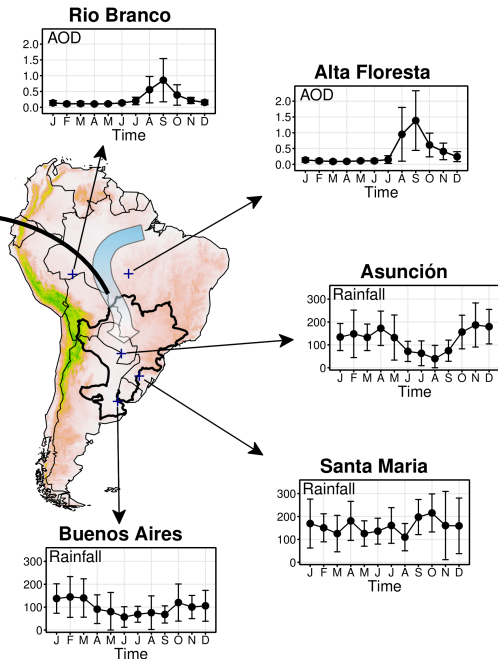 Rio Branco
AOD
2.0
1.5
1.0
0.5
0.0
J F M A M J J A S O N D
Time
Alta Floresta
AOD
2.0
1.5
1.0
0.5
0.0
J F M A M J J A S O N D
Time
Asunción
Rainfall
300
200
100
0
J F M A M J J A S O N D
Time
Santa Maria
Rainfall
300
200
100
0
J F M A M J J A S O N D
Time
Buenos Aires
Rainfall
300
200
100
0
J F M A M J J A S O N D
Time